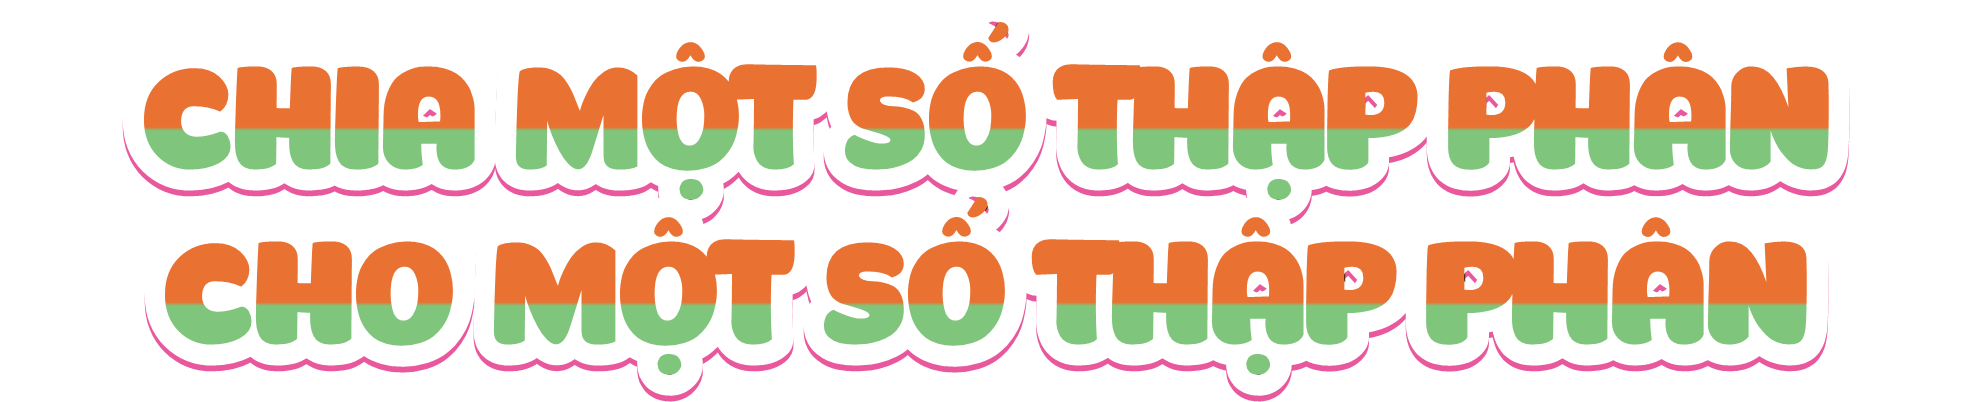 CHIA MỘT SỐ THẬP PHÂN
CHO MỘT SỐ THẬP PHÂN